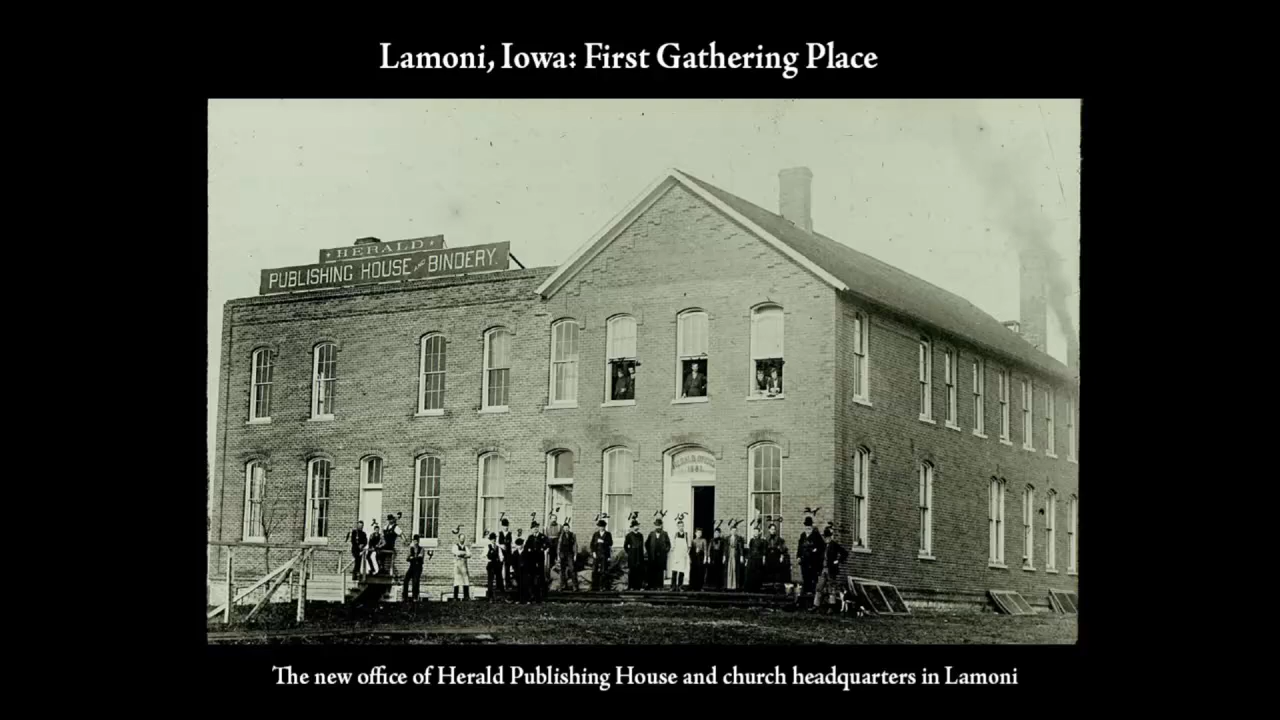 Lamoni, Iowa: First Gathering Place
HERALD
PUBLISHING HOUSE AND BINDERY.
The new office of Herald Publishing House and church headquarters in Lamoni